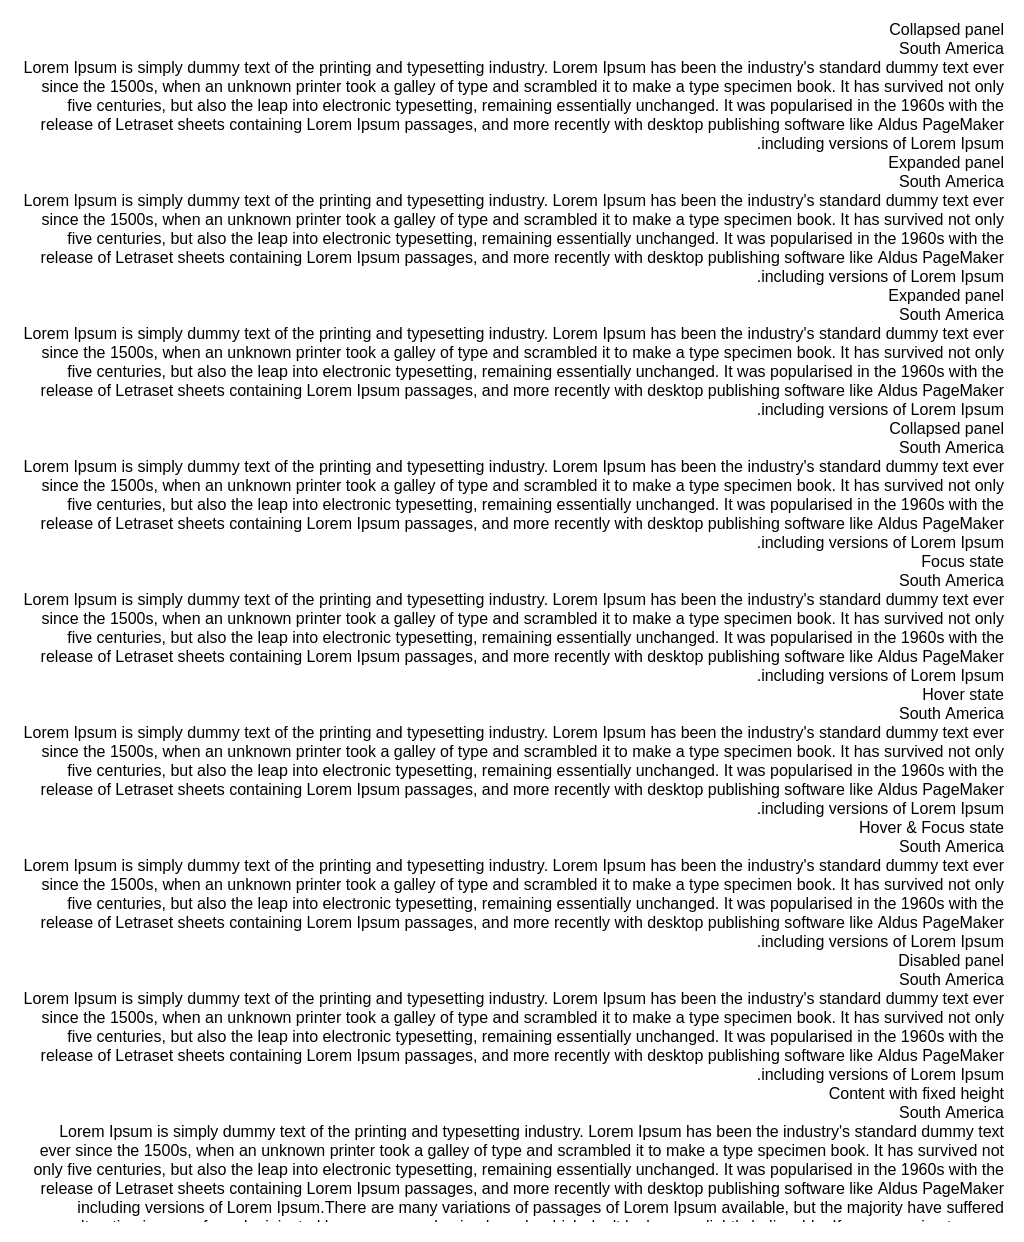 Collapsed panel
South America
Lorem Ipsum is simply dummy text of the printing and typesetting industry. Lorem Ipsum has been the industry's standard dummy text ever
since the 1500s, when an unknown printer took a galley of type and scrambled it to make a type specimen book. It has survived not only
five centuries, but also the leap into electronic typesetting, remaining essentially unchanged. It was popularised in the 1960s with the
release of Letraset sheets containing Lorem Ipsum passages, and more recently with desktop publishing software like Aldus PageMaker
.including versions of Lorem Ipsum
Expanded panel
South America
Lorem Ipsum is simply dummy text of the printing and typesetting industry. Lorem Ipsum has been the industry's standard dummy text ever
since the 1500s, when an unknown printer took a galley of type and scrambled it to make a type specimen book. It has survived not only
five centuries, but also the leap into electronic typesetting, remaining essentially unchanged. It was popularised in the 1960s with the
release of Letraset sheets containing Lorem Ipsum passages, and more recently with desktop publishing software like Aldus PageMaker
.including versions of Lorem Ipsum
Expanded panel
South America
Lorem Ipsum is simply dummy text of the printing and typesetting industry. Lorem Ipsum has been the industry's standard dummy text ever
since the 1500s, when an unknown printer took a galley of type and scrambled it to make a type specimen book. It has survived not only
five centuries, but also the leap into electronic typesetting, remaining essentially unchanged. It was popularised in the 1960s with the
release of Letraset sheets containing Lorem Ipsum passages, and more recently with desktop publishing software like Aldus PageMaker
.including versions of Lorem Ipsum
Collapsed panel
South America
Lorem Ipsum is simply dummy text of the printing and typesetting industry. Lorem Ipsum has been the industry's standard dummy text ever
since the 1500s, when an unknown printer took a galley of type and scrambled it to make a type specimen book. It has survived not only
five centuries, but also the leap into electronic typesetting, remaining essentially unchanged. It was popularised in the 1960s with the
release of Letraset sheets containing Lorem Ipsum passages, and more recently with desktop publishing software like Aldus PageMaker
.including versions of Lorem Ipsum
Focus state
South America
Lorem Ipsum is simply dummy text of the printing and typesetting industry. Lorem Ipsum has been the industry's standard dummy text ever
since the 1500s, when an unknown printer took a galley of type and scrambled it to make a type specimen book. It has survived not only
five centuries, but also the leap into electronic typesetting, remaining essentially unchanged. It was popularised in the 1960s with the
release of Letraset sheets containing Lorem Ipsum passages, and more recently with desktop publishing software like Aldus PageMaker
.including versions of Lorem Ipsum
Hover state
South America
Lorem Ipsum is simply dummy text of the printing and typesetting industry. Lorem Ipsum has been the industry's standard dummy text ever
since the 1500s, when an unknown printer took a galley of type and scrambled it to make a type specimen book. It has survived not only
five centuries, but also the leap into electronic typesetting, remaining essentially unchanged. It was popularised in the 1960s with the
release of Letraset sheets containing Lorem Ipsum passages, and more recently with desktop publishing software like Aldus PageMaker
.including versions of Lorem Ipsum
Hover & Focus state
South America
Lorem Ipsum is simply dummy text of the printing and typesetting industry. Lorem Ipsum has been the industry's standard dummy text ever
since the 1500s, when an unknown printer took a galley of type and scrambled it to make a type specimen book. It has survived not only
five centuries, but also the leap into electronic typesetting, remaining essentially unchanged. It was popularised in the 1960s with the
release of Letraset sheets containing Lorem Ipsum passages, and more recently with desktop publishing software like Aldus PageMaker
.including versions of Lorem Ipsum
Disabled panel
South America
Lorem Ipsum is simply dummy text of the printing and typesetting industry. Lorem Ipsum has been the industry's standard dummy text ever
since the 1500s, when an unknown printer took a galley of type and scrambled it to make a type specimen book. It has survived not only
five centuries, but also the leap into electronic typesetting, remaining essentially unchanged. It was popularised in the 1960s with the
release of Letraset sheets containing Lorem Ipsum passages, and more recently with desktop publishing software like Aldus PageMaker
.including versions of Lorem Ipsum
Content with fixed height
South America
Lorem Ipsum is simply dummy text of the printing and typesetting industry. Lorem Ipsum has been the industry's standard dummy text
ever since the 1500s, when an unknown printer took a galley of type and scrambled it to make a type specimen book. It has survived not
only five centuries, but also the leap into electronic typesetting, remaining essentially unchanged. It was popularised in the 1960s with the
release of Letraset sheets containing Lorem Ipsum passages, and more recently with desktop publishing software like Aldus PageMaker
including versions of Lorem Ipsum.There are many variations of passages of Lorem Ipsum available, but the majority have suffered